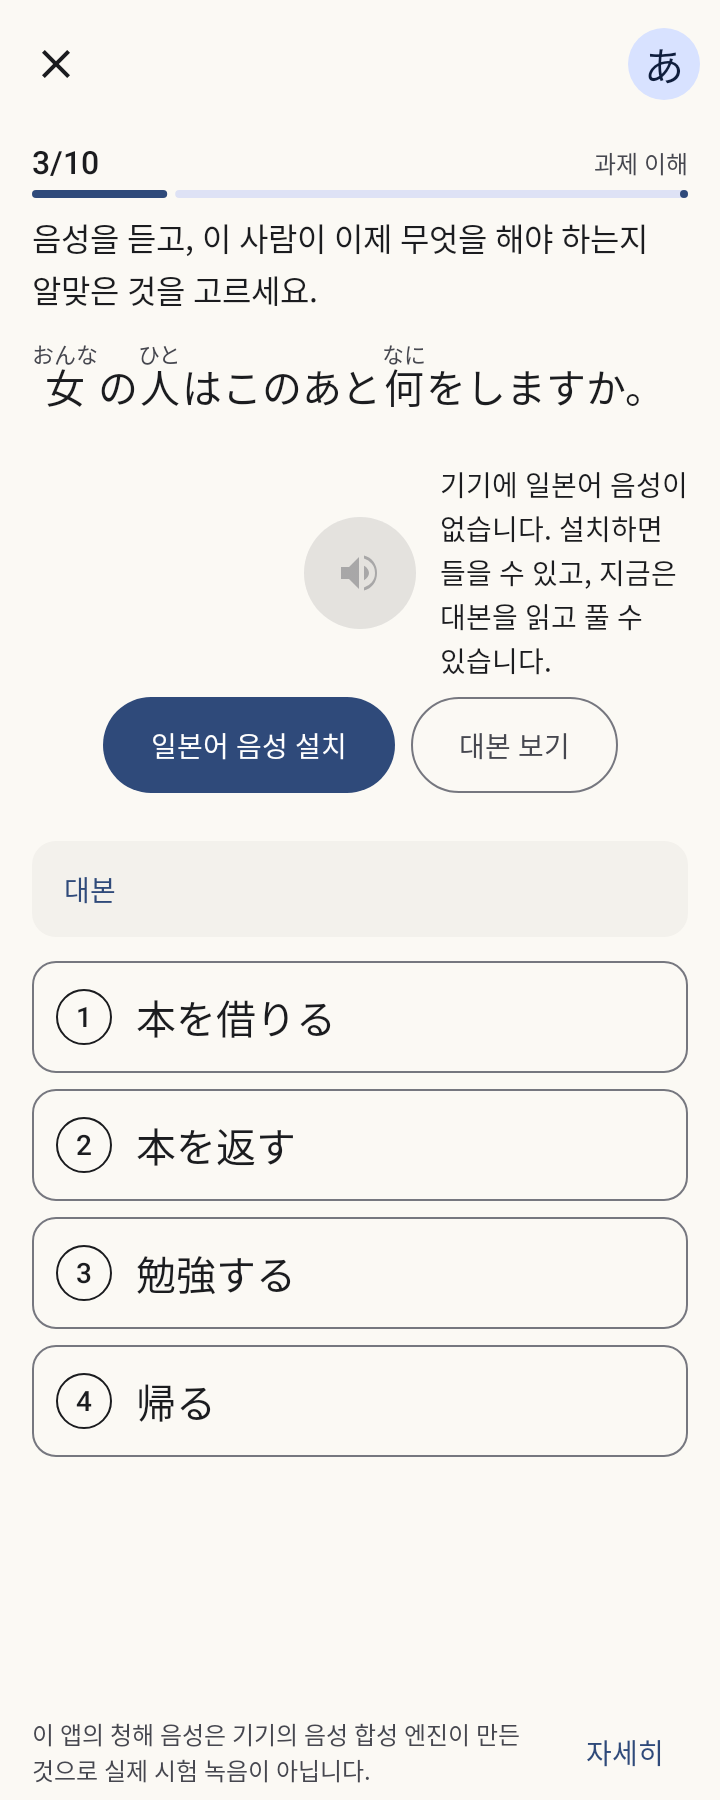 あ
3/10
과제 이해
음성을 듣고, 이 사람이 이제 무엇을 해야 하는지
알맞은 것을 고르세요.
おんな ひと なに
女の人はこのあと何をしますか。
기기에 일본어 음성이
없습니다. 설치하면
들을 수 있고, 지금은
대본을 읽고 풀 수
있습니다.
일본어 음성 설치
대본 보기
대본
1 本を借りる
2 本を返す
3 勉強する
4 帰る
이 앱의 청해 음성은 기기의 음성 합성 엔진이 만든
것으로 실제 시험 녹음이 아닙니다.
자세히